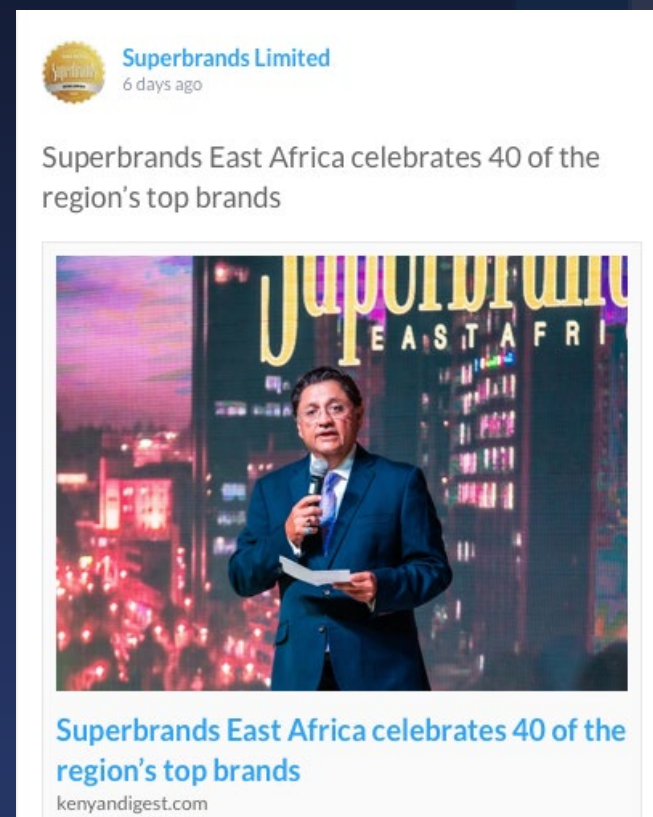 Superbrands
Superbrands Limited
6 days ago
Superbrands East Africa celebrates 40 of the
region’s top brands
EAST AFRI
Superbrands East Africa celebrates 40 of the
region’s top brands
kenyandigest.com